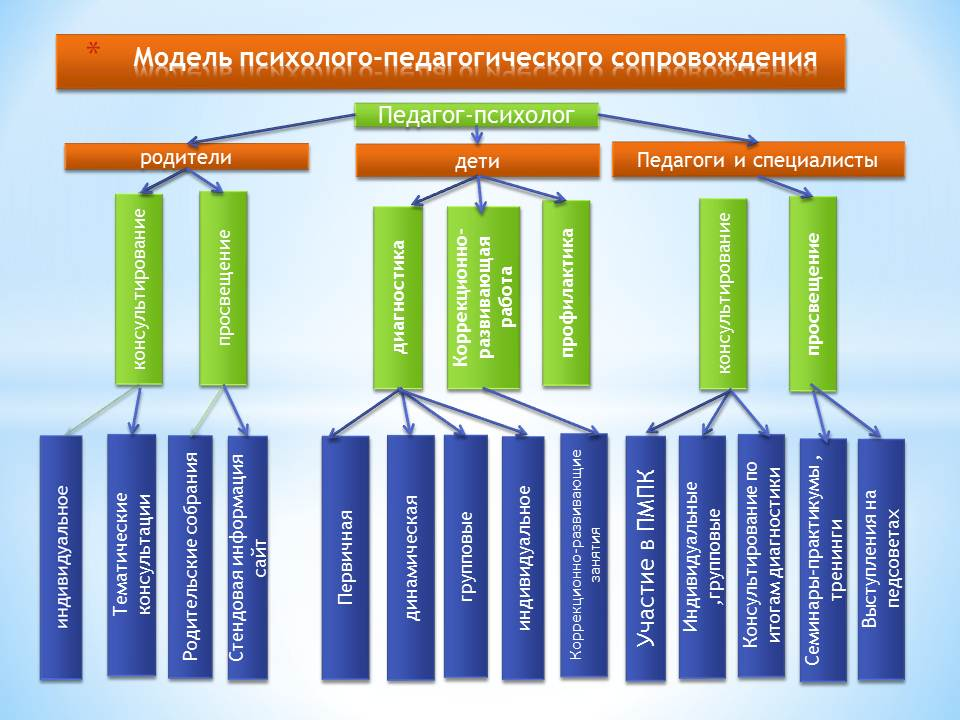 * Модель психолого-педагогического сопровождения
Педагог-психолог
родители
дети
Педагоги и специалисты
консультирование
просвещение
диагностика
Коррекционно-
развивающая
работа
профилактика
консультирование
просвещение
индивидуальное
Тематические
консультации
Родительские собрания
Стендовая информация
сайт
Первичная
динамическая
групповые
индивидуальное
Коррекционно-развивающие
занятия
Участие в ПМПК
Индивидуальные
,групповые
Консультирование по
итогам диагностики
Семинары-практикумы ,
тренинги
Выступления на
педсоветах